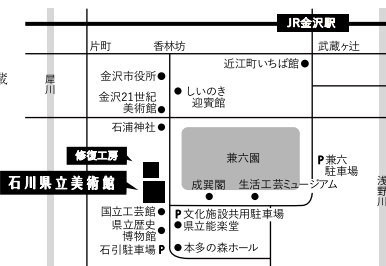 JR金沢駅
片町
香林坊
武蔵ヶ辻
近江町いちば館
蔵
犀川
金沢市役所
しいのき
迎賓館
金沢21世紀
美術館
石浦神社
修復工房
兼六園
P兼六
駐車場
石川県立美術館
成巽閣
生活工芸ミュージアム
浅野川
国立工芸館
P文化施設共用駐車場
県立歴史
博物館
県立能楽堂
石引駐車場P
本多の森ホール